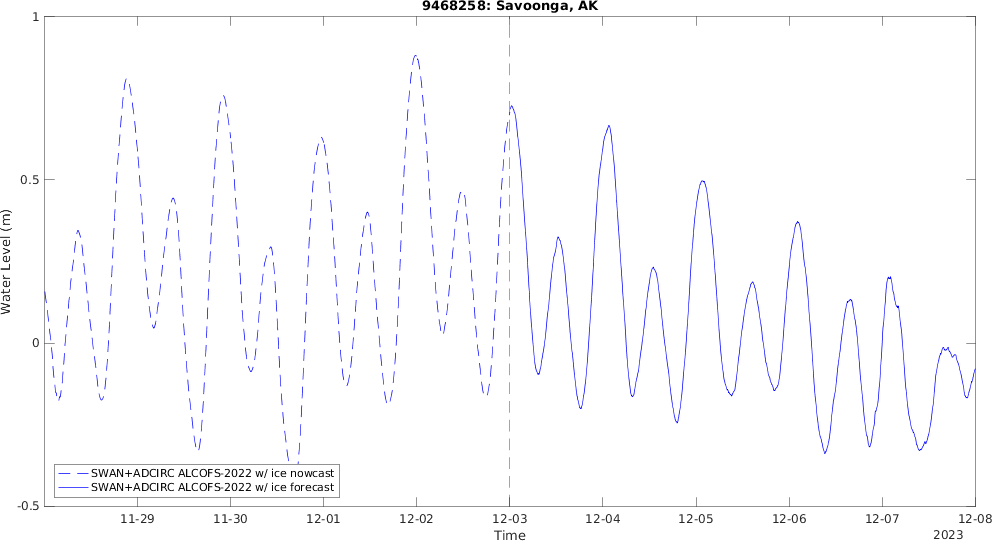 9468258: Savoonga, AK
1
0.5
0
-0.5
Water Level (m)
SWAN+ADCIRC ALCOFS-2022 w/ ice nowcast
SWAN+ADCIRC ALCOFS-2022 w/ ice forecast
11-29 11-30 12-01 12-02 12-03 12-04 12-05 12-06 12-07 12-08
Time
2023